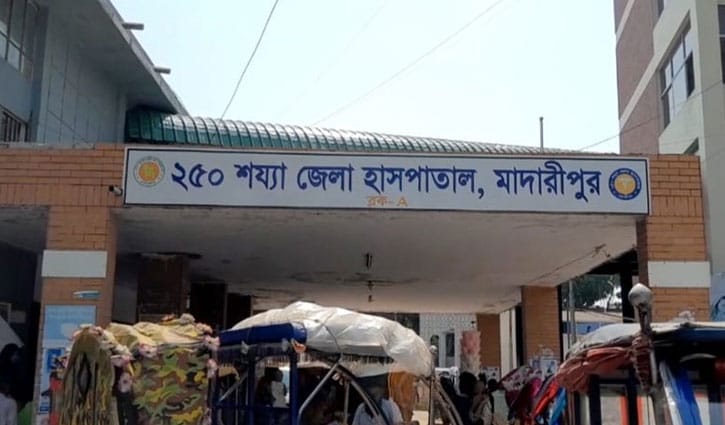 ২৫০ শয্যা জেলা হাসপাতাল, মাদারীপুর
ব্লক- A